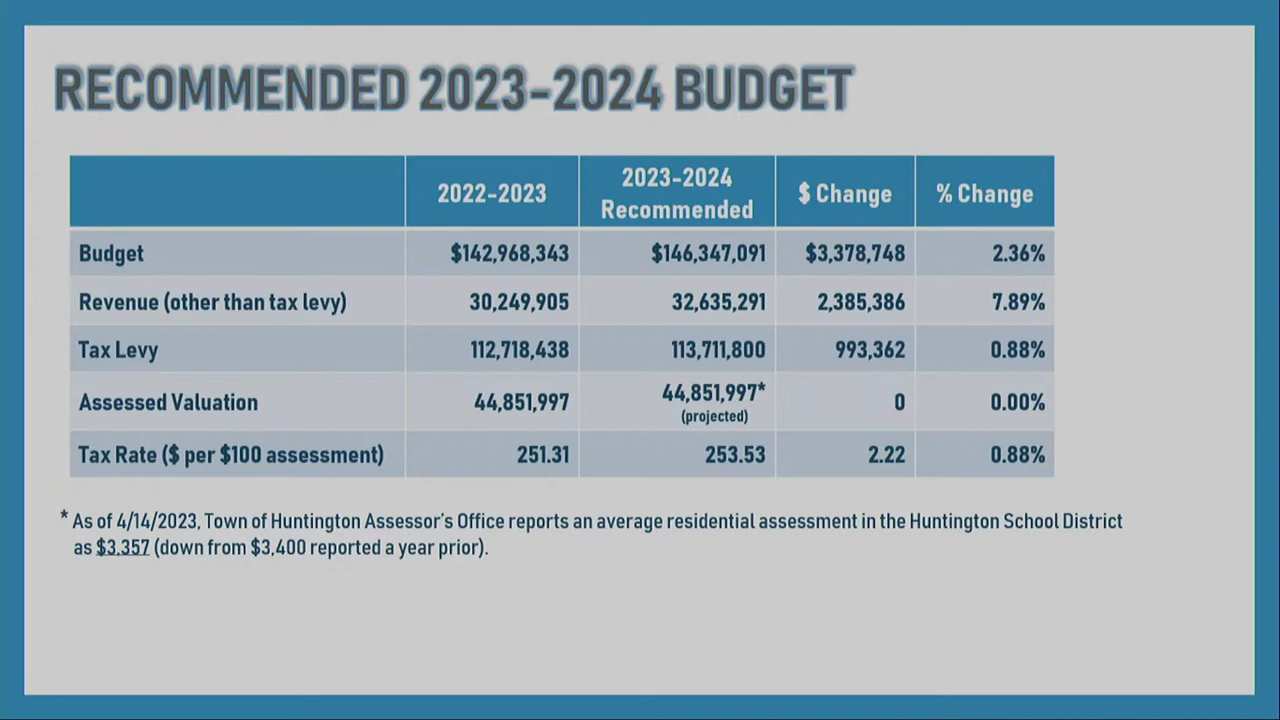 RECOMMENDED 2023-2024 BUDGET
2022-2023 2023-2024 Recommended $ Change % Change
Budget $142,968,343 $146,347,091 $3,378,748 2.36%
Revenue (other than tax levy) 30,249,905 32,635,291 2,385,386 7.89%
Tax Levy 112,718,438 113,711,800 993,362 0.88%
Assessed Valuation 44,851,997 44,851,997* (projected) 0 0.00%
Tax Rate ($ per $100 assessment) 251.31 253.53 2.22 0.88%
* As of 4/14/2023, Town of Huntington Assessor's Office reports an average residential assessment in the Huntington School District
as $3,357 (down from $3,400 reported a year prior).